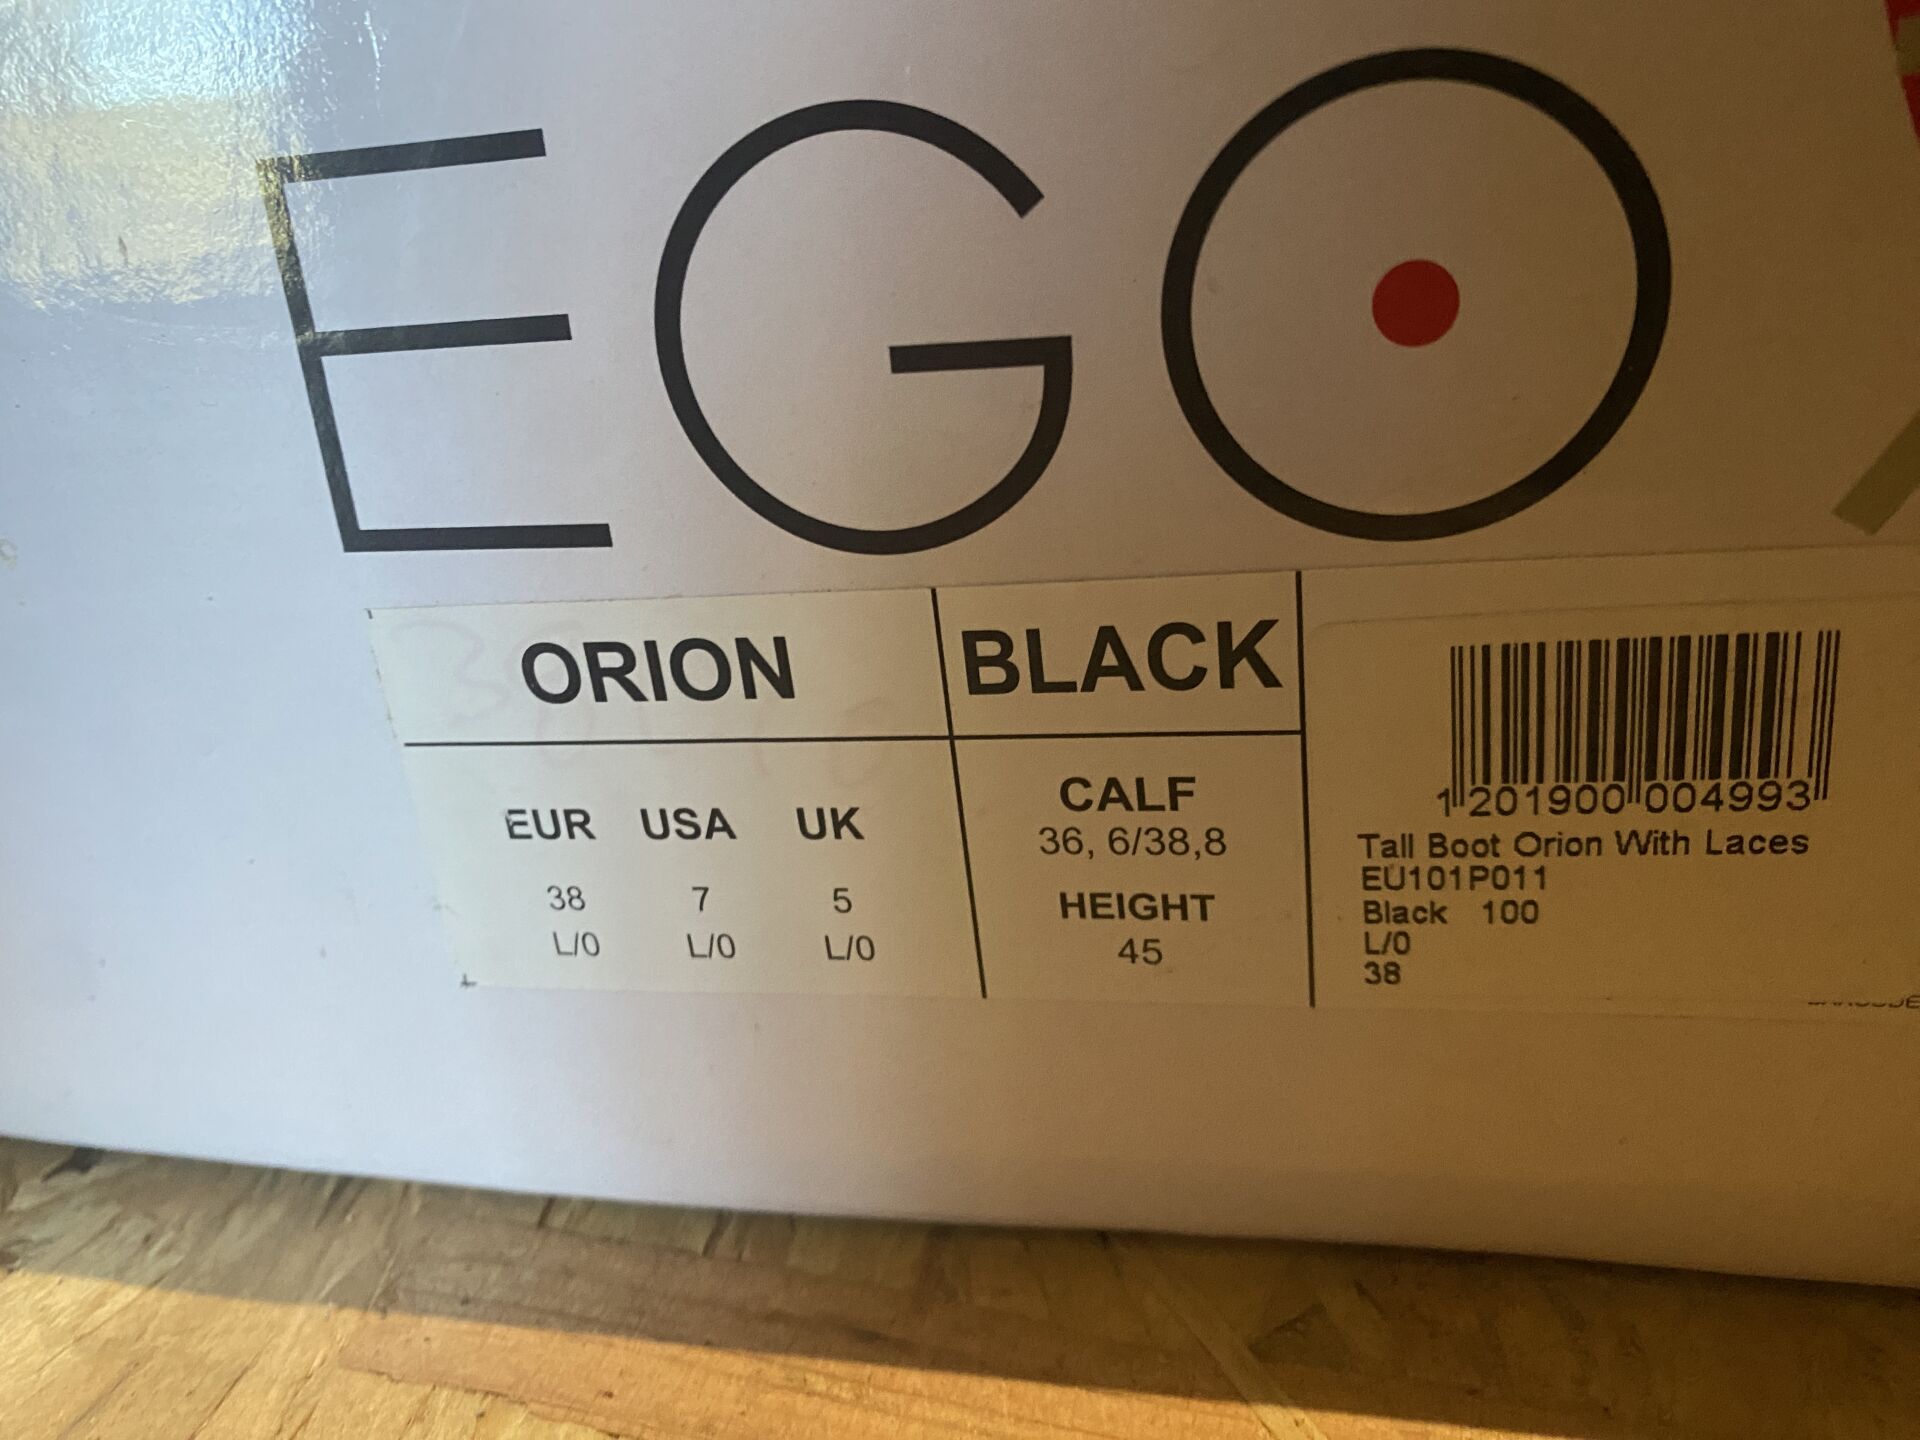 EGO
ORION
BLACK
EUR USA UK
38 7 5
L/0 L/0 L/0
CALF
36, 6/38,8
HEIGHT
45
1 201900 004993
Tall Boot Orion With Laces
EU101P011
Black 100
L/0
38